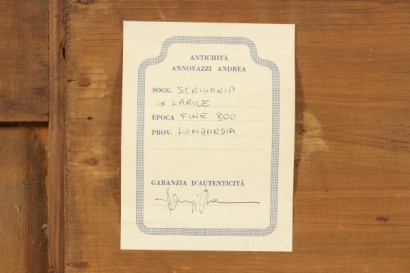 ANTICHITÀ
ANNOVAZZI ANDREA
SOGG. SCRIVANIA
IN LARICE
EPOCA FINE 800
PROV. LOMBARDIA
GARANZIA D'AUTENTICITÀ